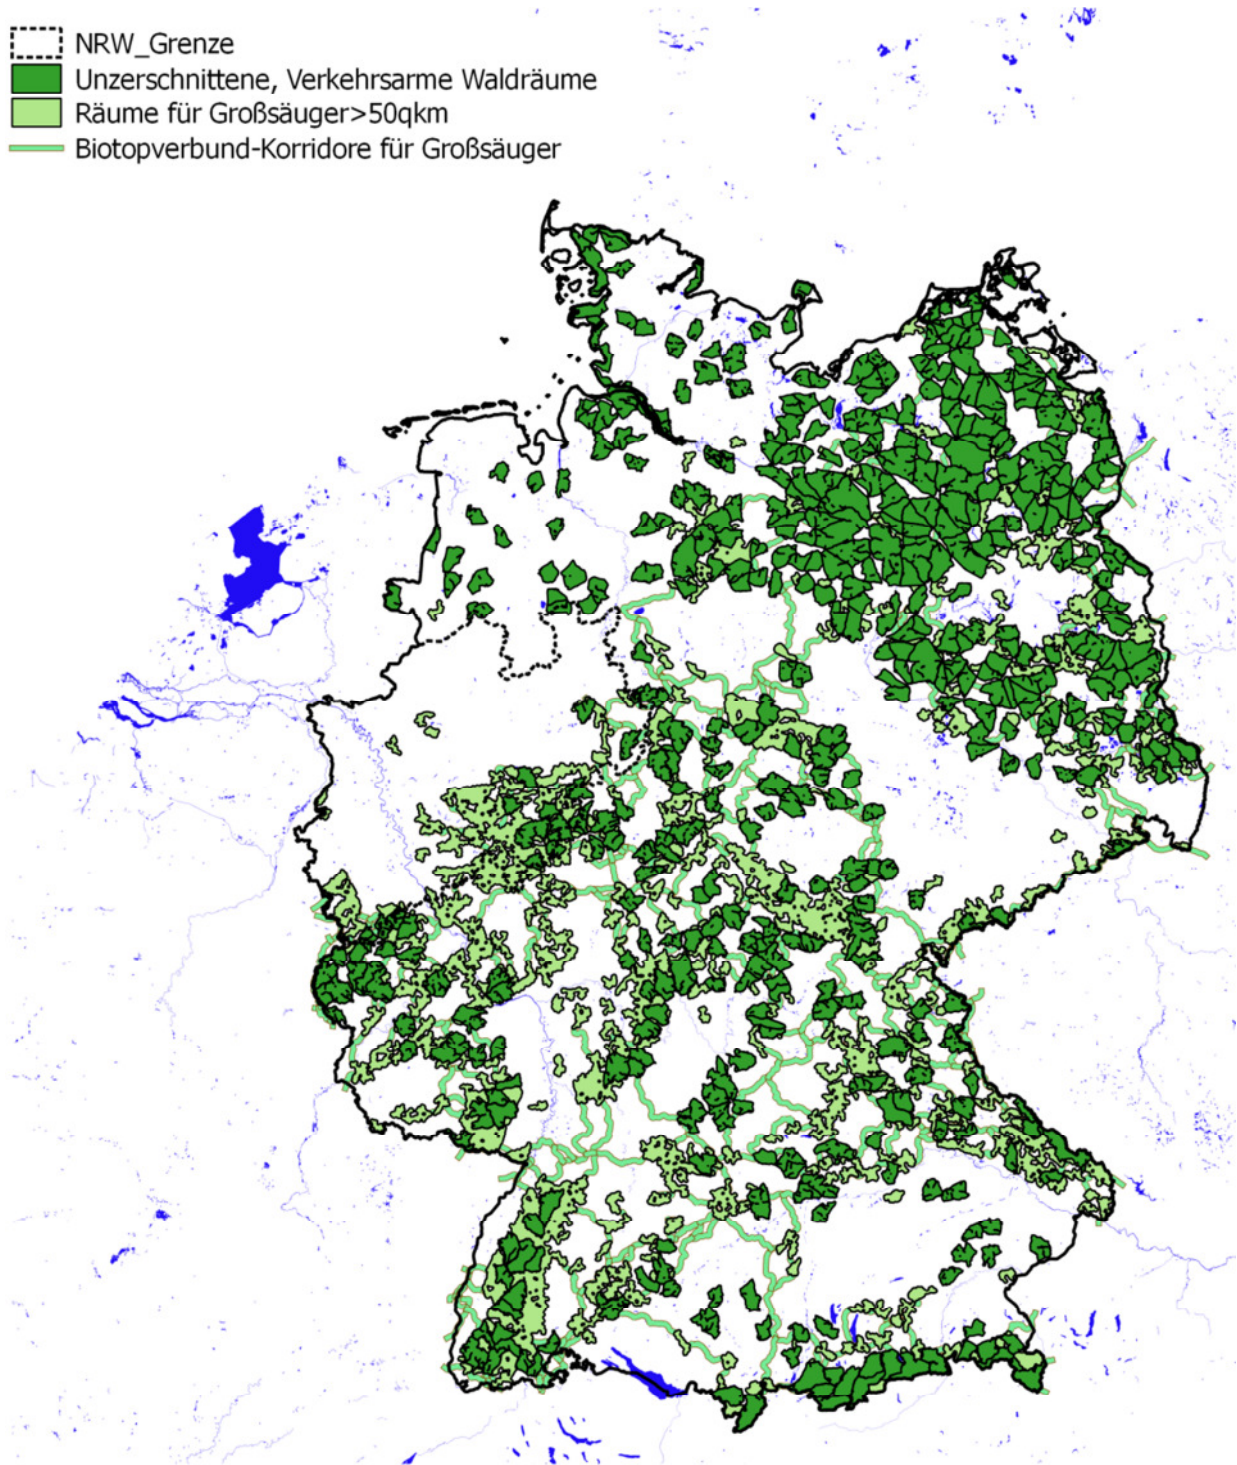 NRW_Grenze
Unzerschnittene, Verkehrsarme Waldräume
Räume für Großsäuger>50qkm
Biotopverbund-Korridore für Großsäuger